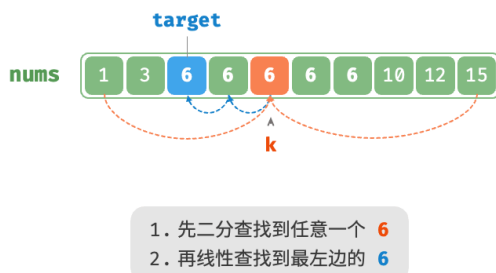 target
nums 1 3 6 6 6 6 6 10 12 15
k
1. 先二分查找到任意一个 6
2. 再线性查找到最左边的 6